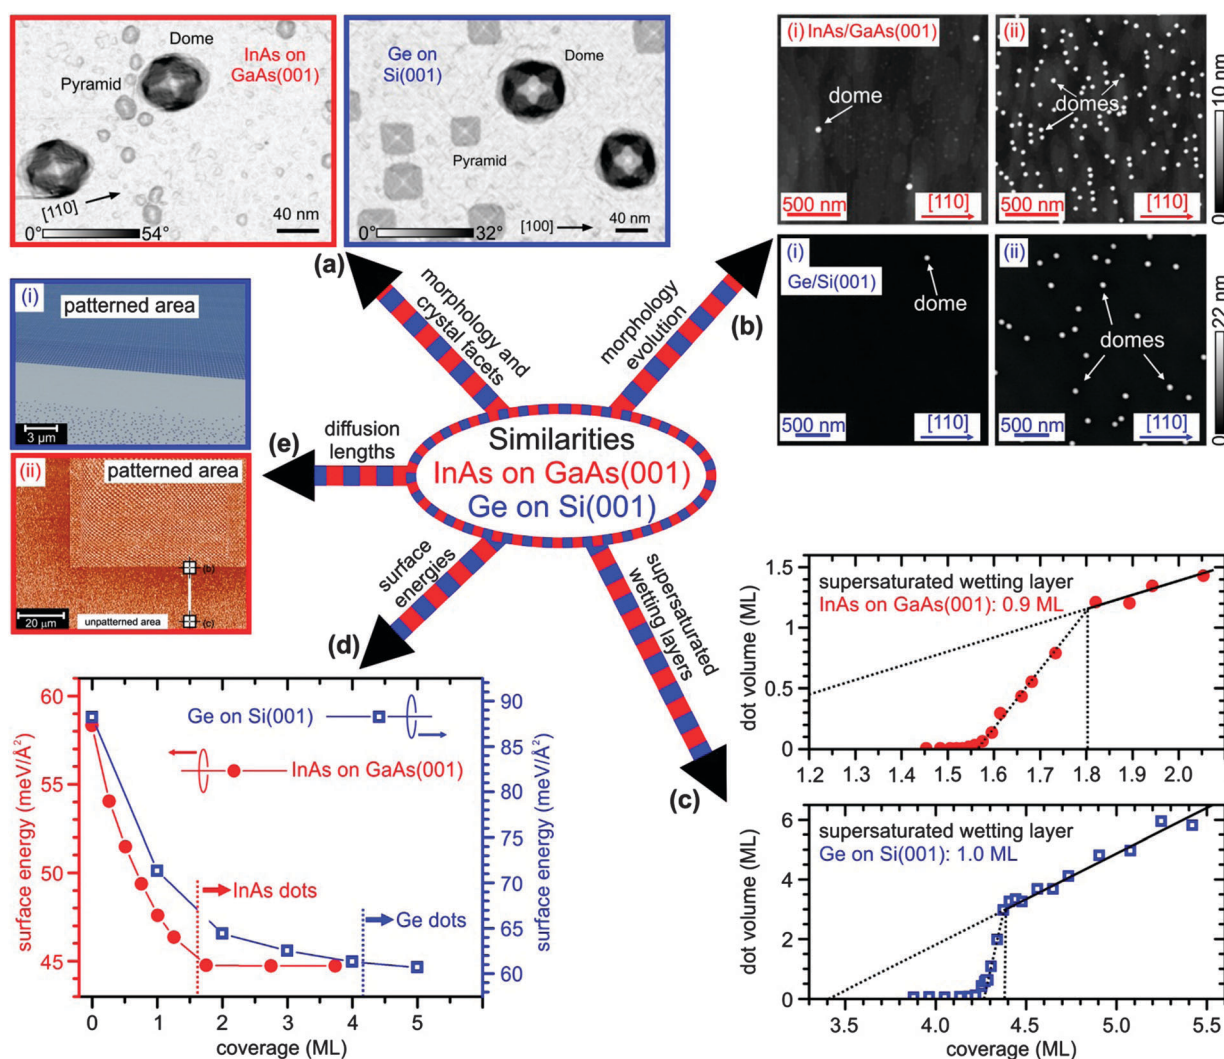 Dome
InAs on
GaAs(001)
Pyramid
[110]
0°
54°
40 nm
Ge on
Si(001)
Dome
Pyramid
0°
32°
[100]
40 nm
(a)
morphology and
crystal facets
(i) InAs/GaAs(001)
dome
500 nm
[110]
(ii)
domes
500 nm
[110]
0
10 nm
(i)
Ge/Si(001)
dome
500 nm
[110]
(ii)
domes
500 nm
[110]
0
22 nm
(b)
morphology
evolution
(i)
patterned area
3 µm
(ii)
patterned area
(b)
(c)
20 µm
unpatterned area
(e)
diffusion
lengths
Similarities
InAs on GaAs(001)
Ge on Si(001)
surface
energies
(d)
supersaturated
wetting layers
(c)
60
55
50
45
surface energy (meV/Å²)
Ge on Si(001)
InAs on GaAs(001)
InAs dots
Ge dots
90
85
80
75
70
65
60
surface energy (meV/Å²)
0 1 2 3 4 5
coverage (ML)
supersaturated wetting layer
InAs on GaAs(001): 0.9 ML
1.5
1
0.5
0
dot volume (ML)
1.2 1.3 1.4 1.5 1.6 1.7 1.8 1.9 2.0
supersaturated wetting layer
Ge on Si(001): 1.0 ML
6
4
2
0
dot volume (ML)
3.5 4.0 4.5 5.0 5.5
coverage (ML)